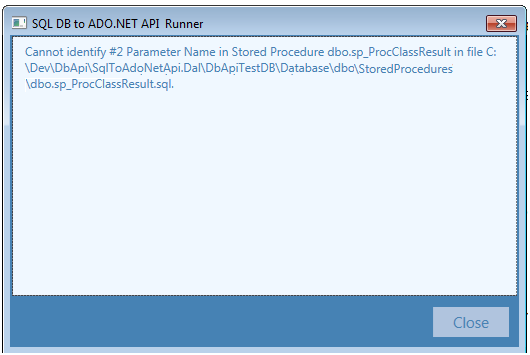 SQL DB to ADO.NET API Runner
Cannot identify #2 Parameter Name in Stored Procedure dbo.sp_ProcClassResult in file C:
\Dev\DbApi\SqlToAdoNetApi.Dal\DbApiTestDB\Database\dbo\StoredProcedures
\dbo.sp_ProcClassResult.sql.
Close